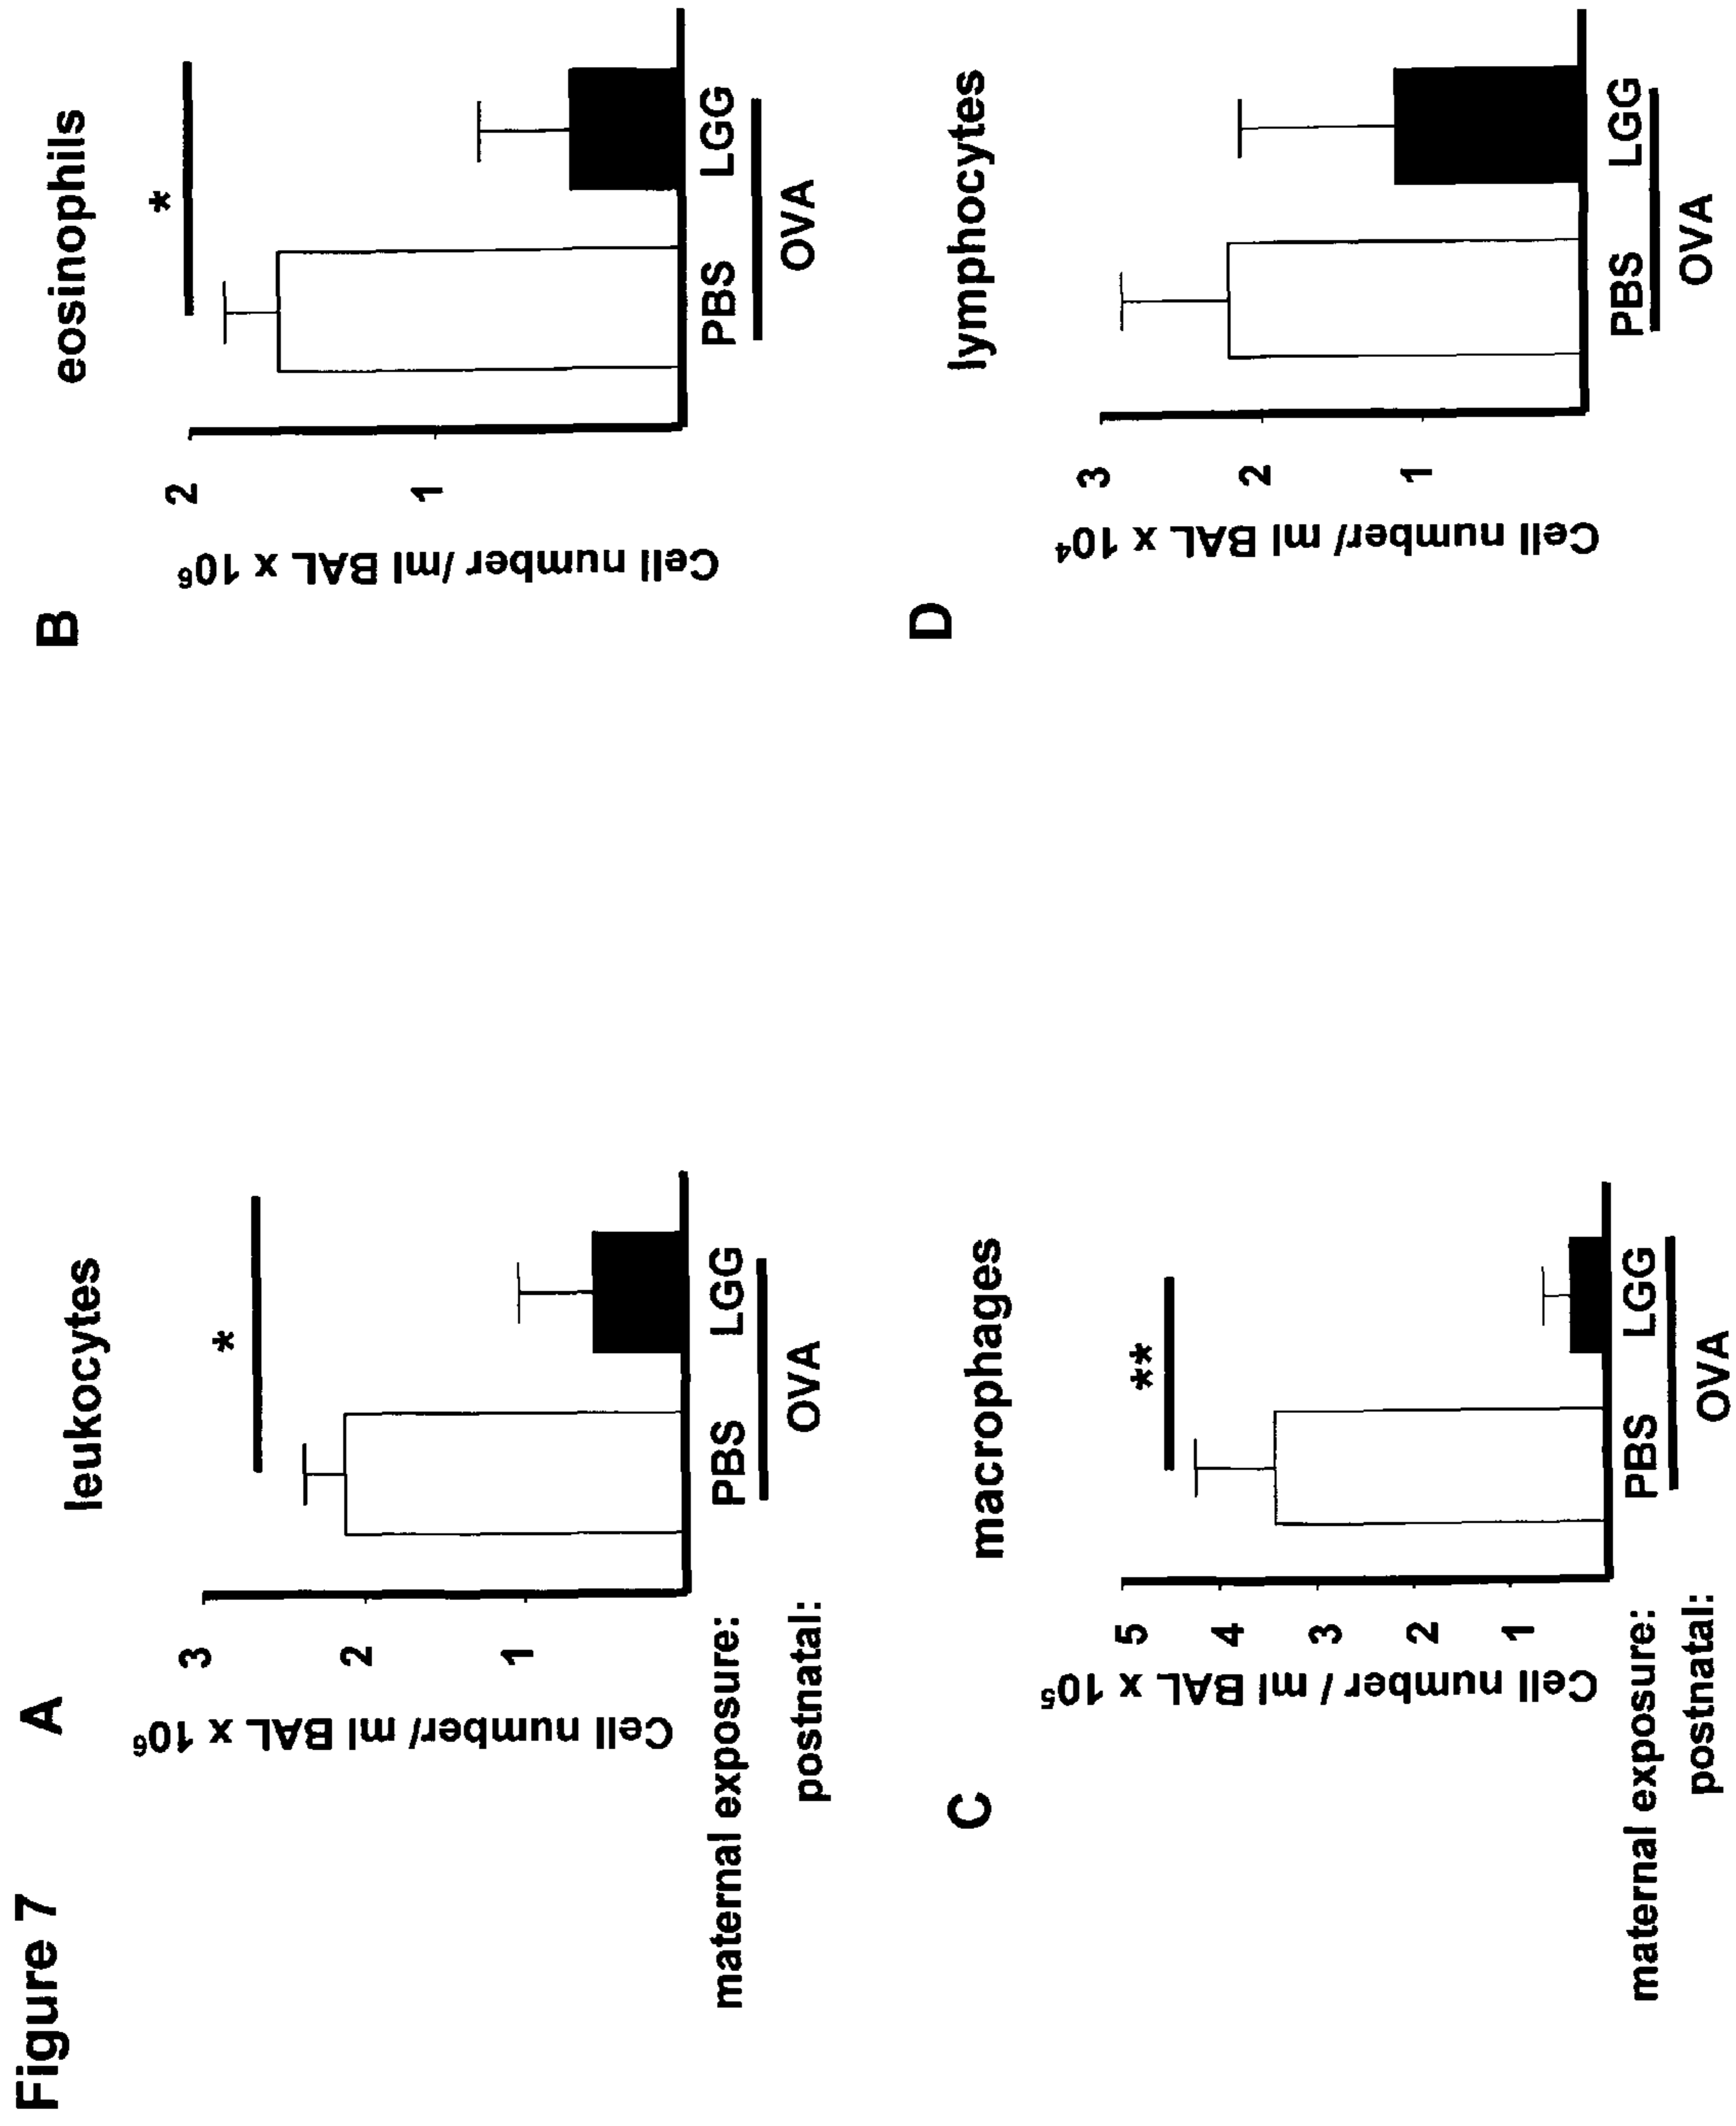 Figure 7
A
leukocytes
*
3
2
1
Cell number/ ml BAL x 10⁶
PBS LGG
maternal exposure:
OVA
postnatal:
B
eosinophils
*
2
1
Cell number /ml BAL x 10⁶
PBS LGG
OVA
C
macrophages
**
5
4
3
2
1
Cell number / ml BAL x 10⁵
maternal exposure: PBS LGG
postnatal: OVA
D
lymphocytes
3
2
1
Cell number/ ml BAL x 10⁴
PBS LGG
OVA